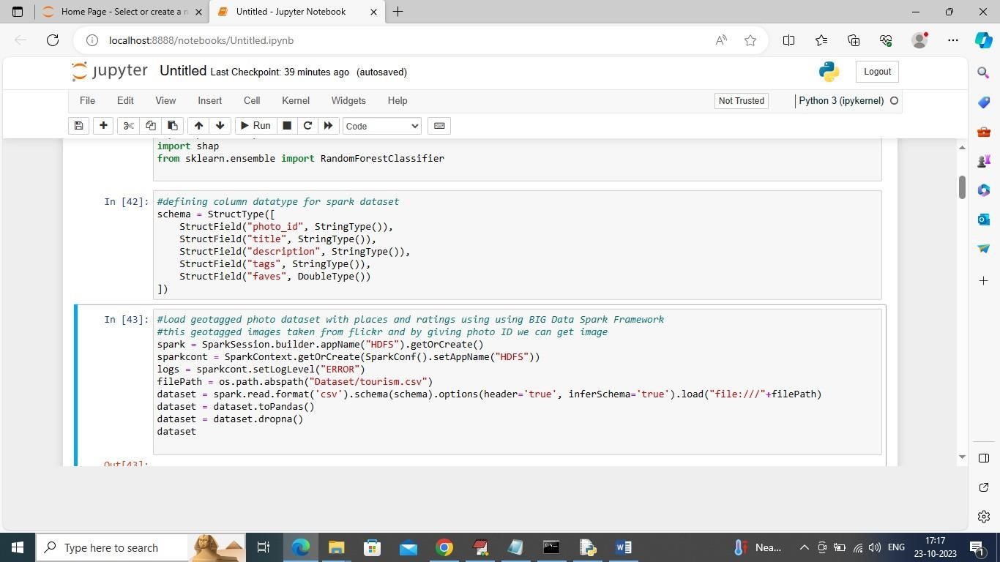 Home Page - Select or create a n
Untitled - Jupyter Notebook
localhost:8888/notebooks/Untitled.ipynb
jupyter Untitled Last Checkpoint: 39 minutes ago (autosaved)
Logout
File Edit View Insert Cell Kernel Widgets Help
Not Trusted
Python 3 (ipykernel)
Run
Code
import shap
from sklearn.ensemble import RandomForestClassifier
In [42]:
#defining column datatype for spark dataset
schema = StructType([
    StructField("photo_id", StringType()),
    StructField("title", StringType()),
    StructField("description", StringType()),
    StructField("tags", StringType()),
    StructField("faves", DoubleType())
])
In [43]:
#load geotagged photo dataset with places and ratings using using BIG Data Spark Framework
#this geotagged images taken from flickr and by giving photo ID we can get image
spark = SparkSession.builder.appName("HDFS").getOrCreate()
sparkcont = SparkContext.getOrCreate(SparkConf().setAppName("HDFS"))
logs = sparkcont.setLogLevel("ERROR")
filePath = os.path.abspath("Dataset/tourism.csv")
dataset = spark.read.format('csv').schema(schema).options(header='true', inferSchema='true').load("file:///"+filePath)
dataset = dataset.toPandas()
dataset = dataset.dropna()
dataset
Out[43]:
Type here to search
Nea...
ENG
17:17
23-10-2023
1